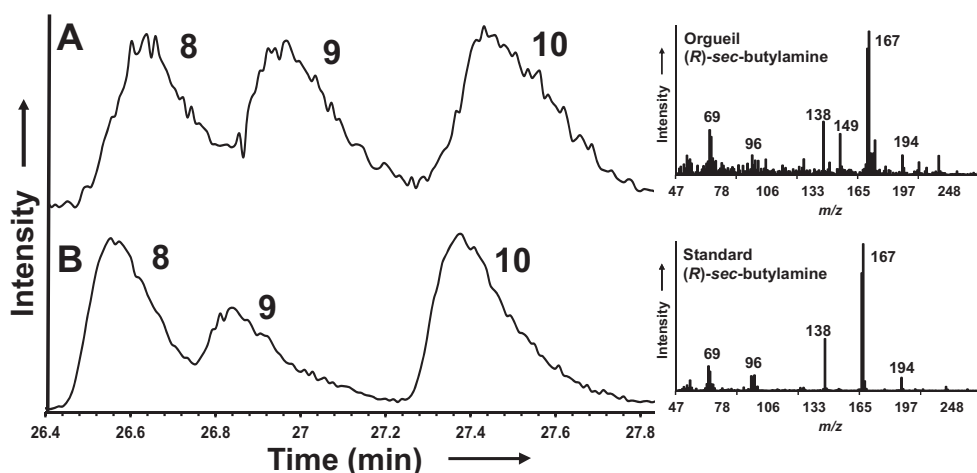 A
8
9
10
B
8
9
10
Intensity
26.4 26.6 26.8 27 27.2 27.4 27.6 27.8
Time (min)
Orgueil
(R)-sec-butylamine
167
138
149
69
96
194
Intensity
47 78 106 133 165 197 248
m/z
Standard
(R)-sec-butylamine
167
138
69
96
194
Intensity
47 78 106 133 165 197 248
m/z